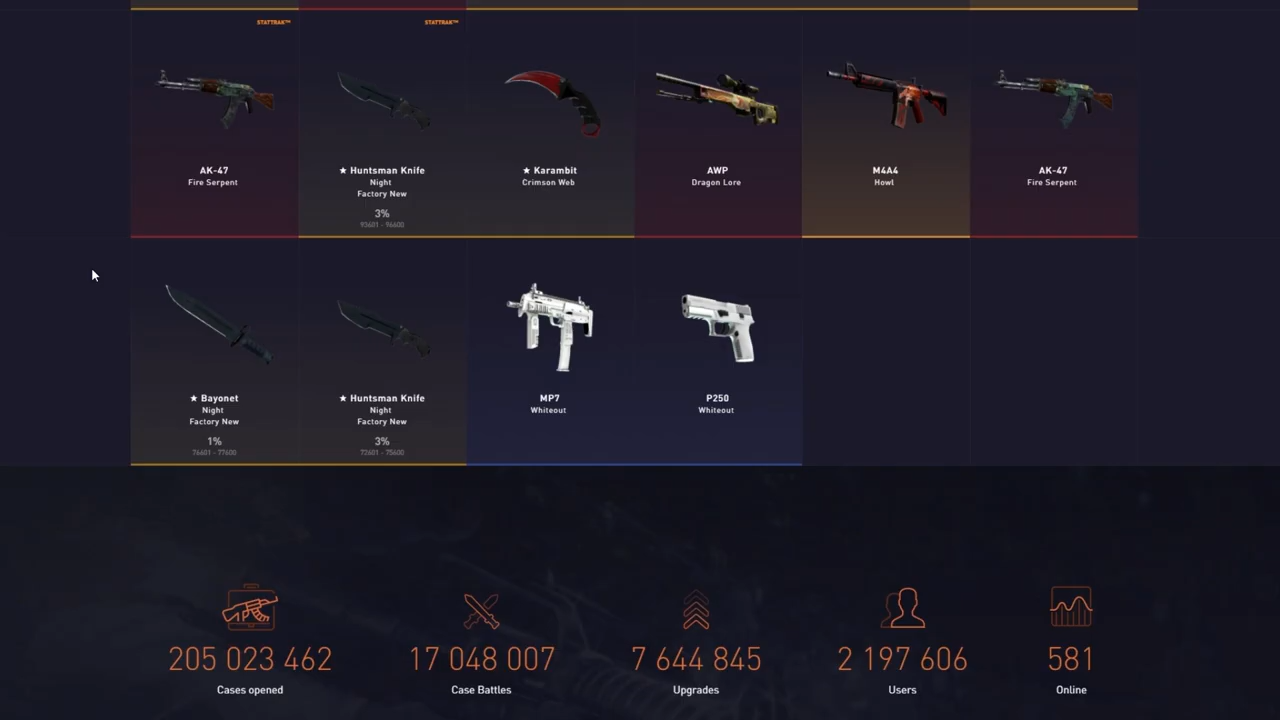 STATTRAK™
STATTRAK™
AK-47
Fire Serpent
★ Huntsman Knife
Night
Factory New
3%
93601 - 96600
★ Karambit
Crimson Web
AWP
Dragon Lore
M4A4
Howl
AK-47
Fire Serpent
★ Bayonet
Night
Factory New
1%
76601 - 77600
★ Huntsman Knife
Night
Factory New
3%
72601 - 75600
MP7
Whiteout
P250
Whiteout
205 023 462
Cases opened
17 048 007
Case Battles
7 644 845
Upgrades
2 197 606
Users
581
Online